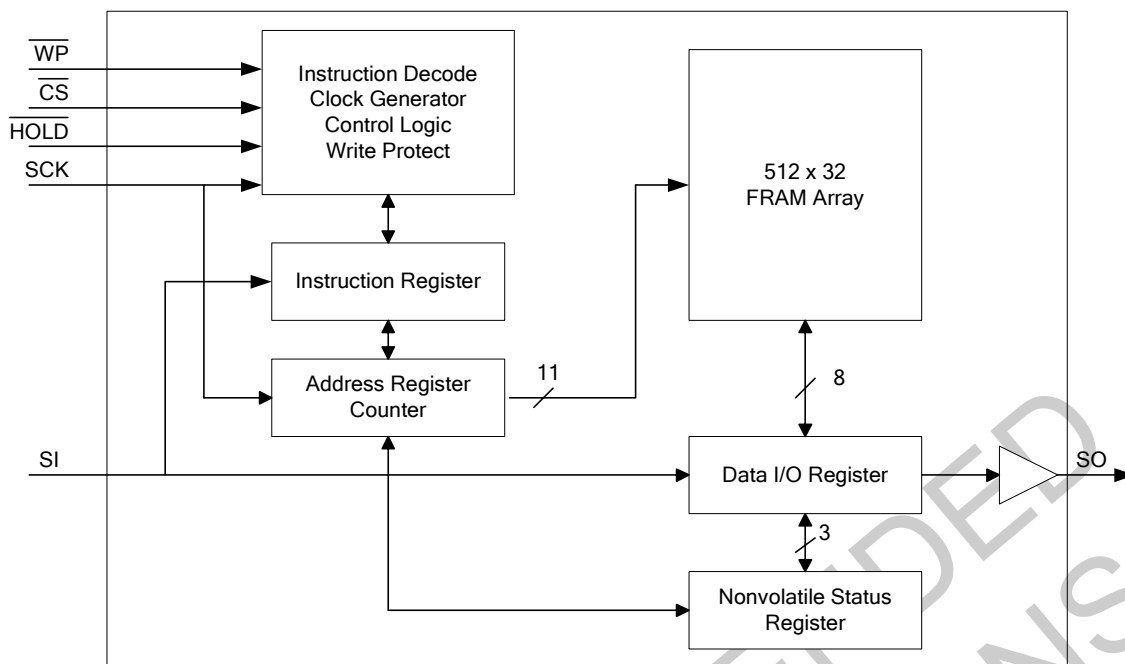 WP
CS
HOLD
SCK
Instruction Decode
Clock Generator
Control Logic
Write Protect
512 x 32
FRAM Array
Instruction Register
Address Register
Counter
11
8
SI
Data I/O Register
SO
3
Nonvolatile Status
Register